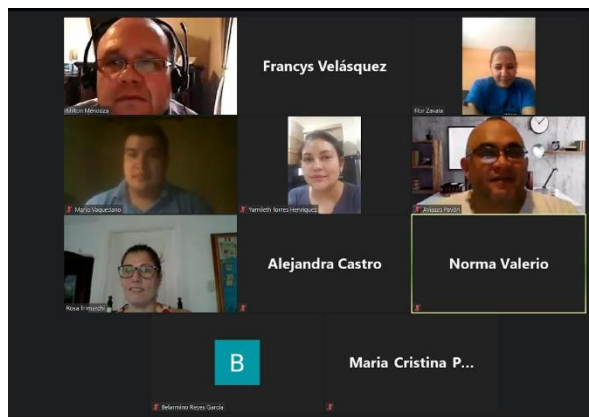 Milton Mendoza
Francys Velásquez
Flor Zavala
Mario Vaquedano
Yamileth Torres Henriquez
Pavón
Rosa
Alejandra Castro
Norma Valerio
B
Belarmino Reyes García
Maria Cristina P...